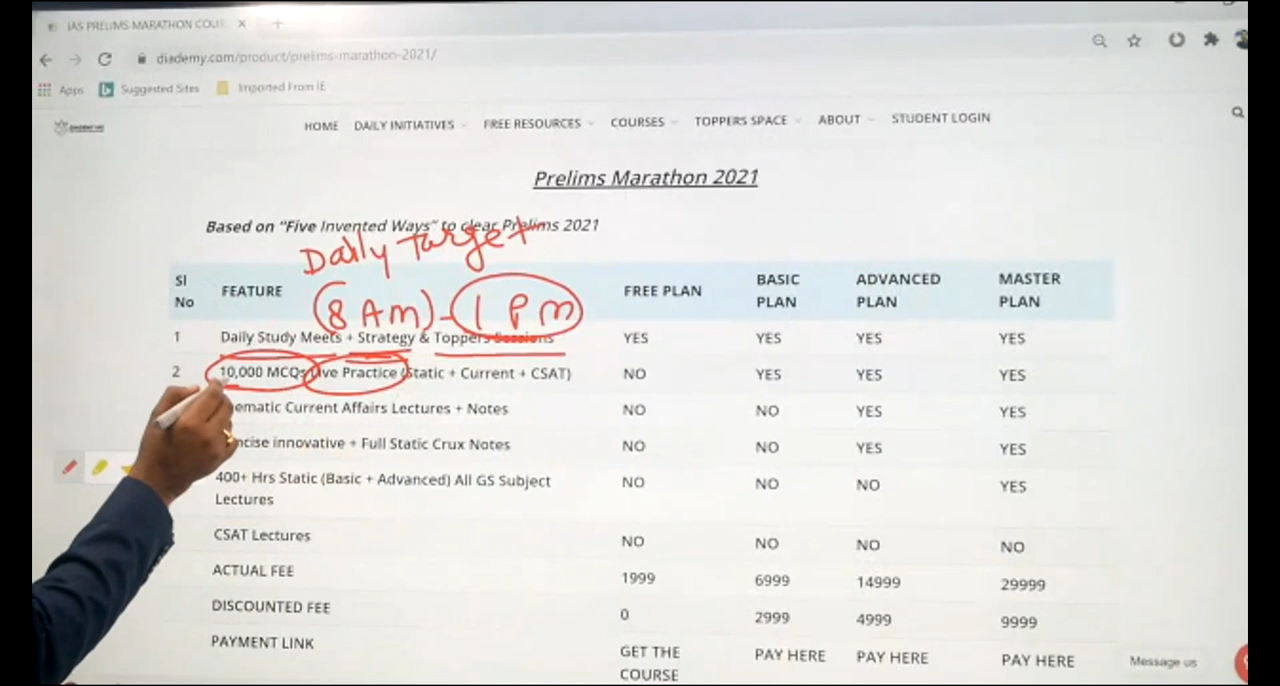 IAS PRELIMS MARATHON COU
diademy.com/product/prelims-marathon-2021/
Apps Suggested Sites Imported From IE
HOME DAILY INITIATIVES FREE RESOURCES COURSES TOPPERS SPACE ABOUT STUDENT LOGIN
Prelims Marathon 2021
Based on "Five Invented Ways" to clear Prelims 2021
Daily Target
(8 AM) - 1 PM
Sl No FEATURE FREE PLAN BASIC PLAN ADVANCED PLAN MASTER PLAN
1 Daily Study Meets + Strategy & Toppers Sessions YES YES YES YES
2 10,000 MCQs Live Practice (Static + Current + CSAT) NO YES YES YES
Current Affairs Lectures + Notes NO NO YES YES
innovative + Full Static Crux Notes NO NO YES YES
400+ Hrs Static (Basic + Advanced) All GS Subject NO NO NO YES
Lectures
CSAT Lectures NO NO NO NO
ACTUAL FEE 1999 6999 14999 29999
DISCOUNTED FEE 0 2999 4999 9999
PAYMENT LINK GET THE COURSE PAY HERE PAY HERE PAY HERE
Message us